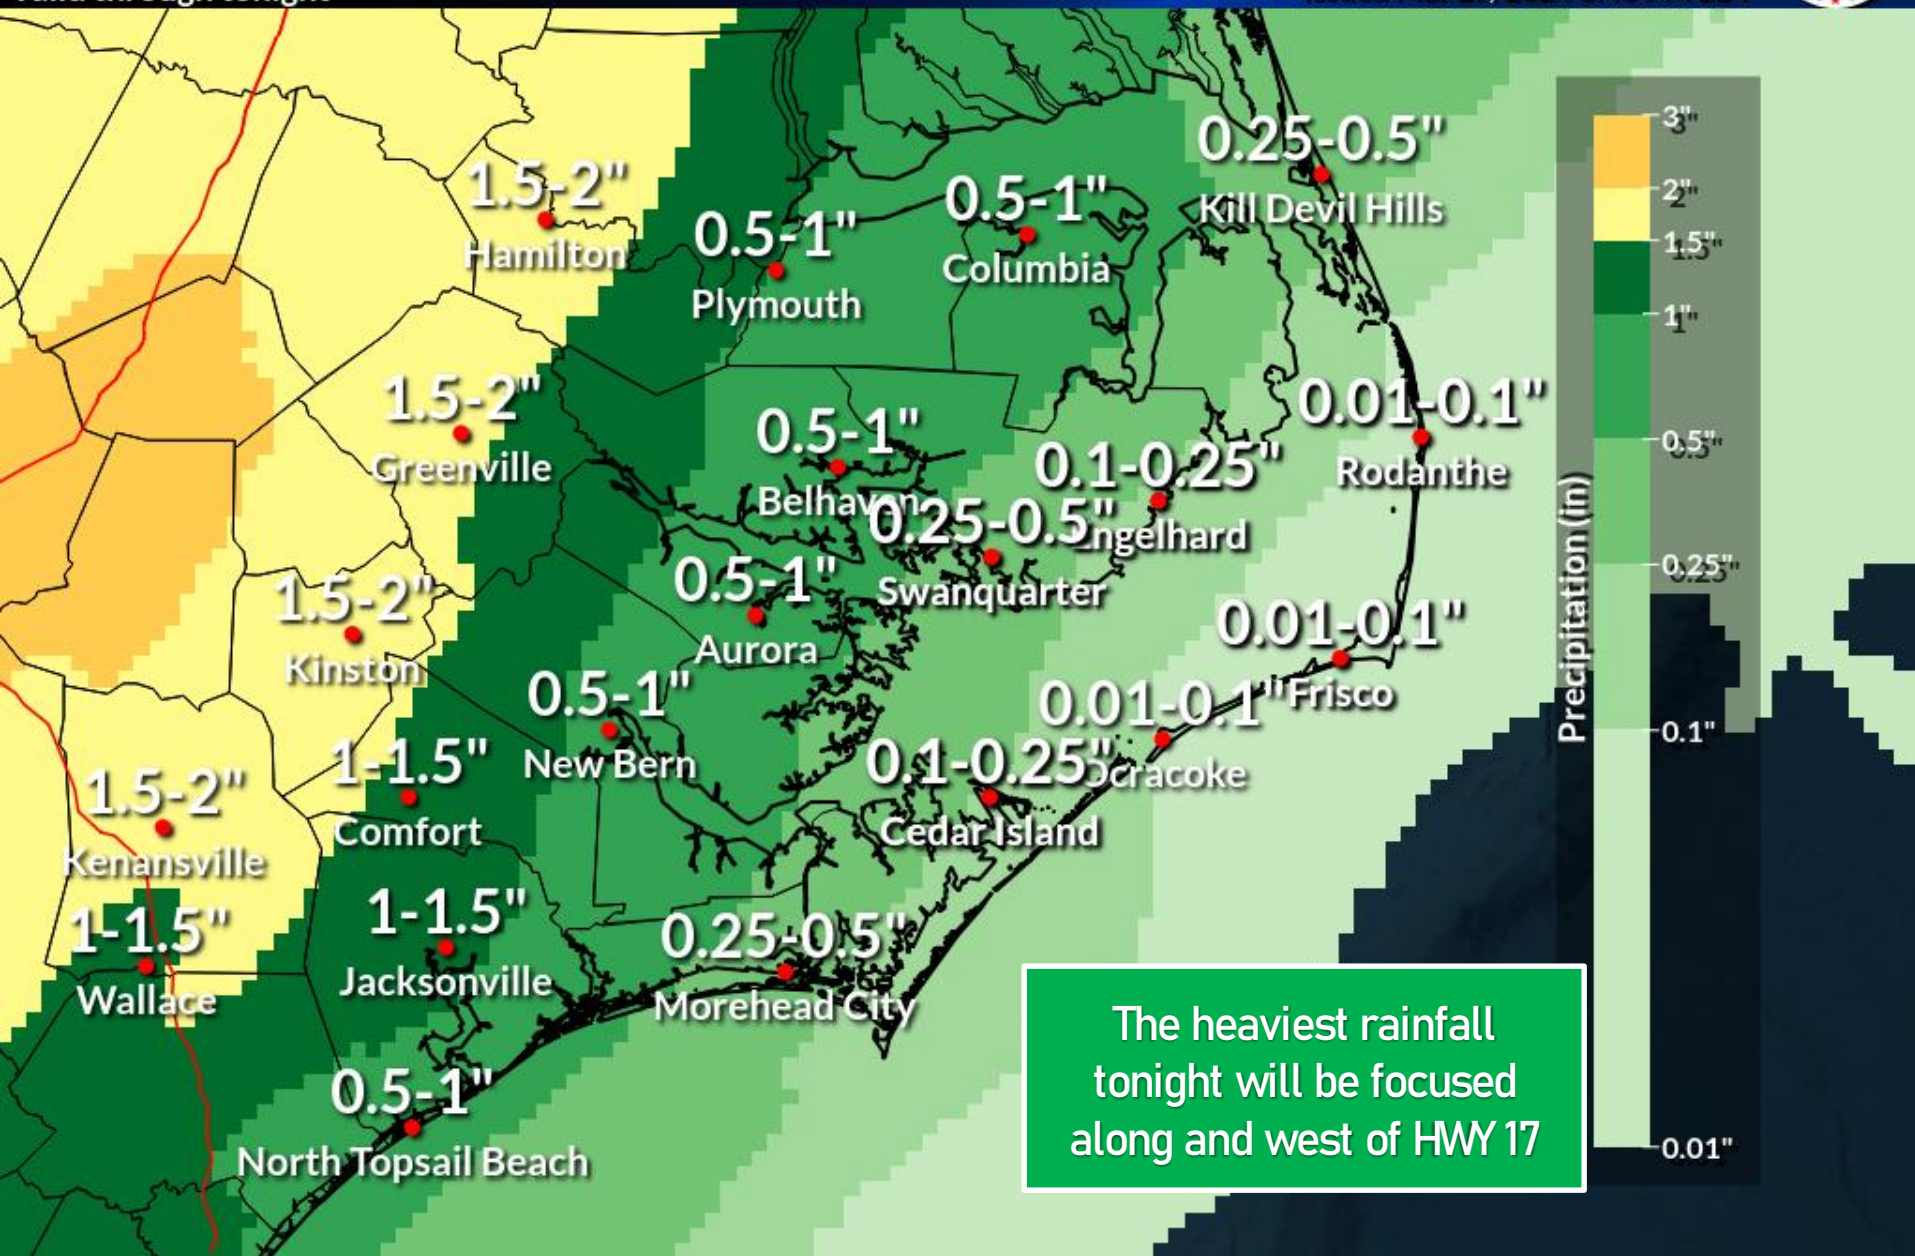 1.5-2"
Hamilton
0.5-1"
Plymouth
0.5-1"
Columbia
0.25-0.5"
Kill Devil Hills
1.5-2"
Greenville
0.5-1"
Belhaven
0.1-0.25"
Engelhard
0.01-0.1"
Rodanthe
0.25-0.5"
Swanquarter
1.5-2"
Kinston
0.5-1"
Aurora
0.01-0.1"
Frisco
0.5-1"
New Bern
0.01-0.1"
Ocracoke
1.5-2"
Kenansville
1-1.5"
Comfort
0.1-0.25"
Cedar Island
1-1.5"
Wallace
1-1.5"
Jacksonville
0.25-0.5"
Morehead City
0.5-1"
North Topsail Beach
The heaviest rainfall
tonight will be focused
along and west of HWY 17
Precipitation (in)
3"
2"
1.5"
1"
0.5"
0.25"
0.1"
0.01"